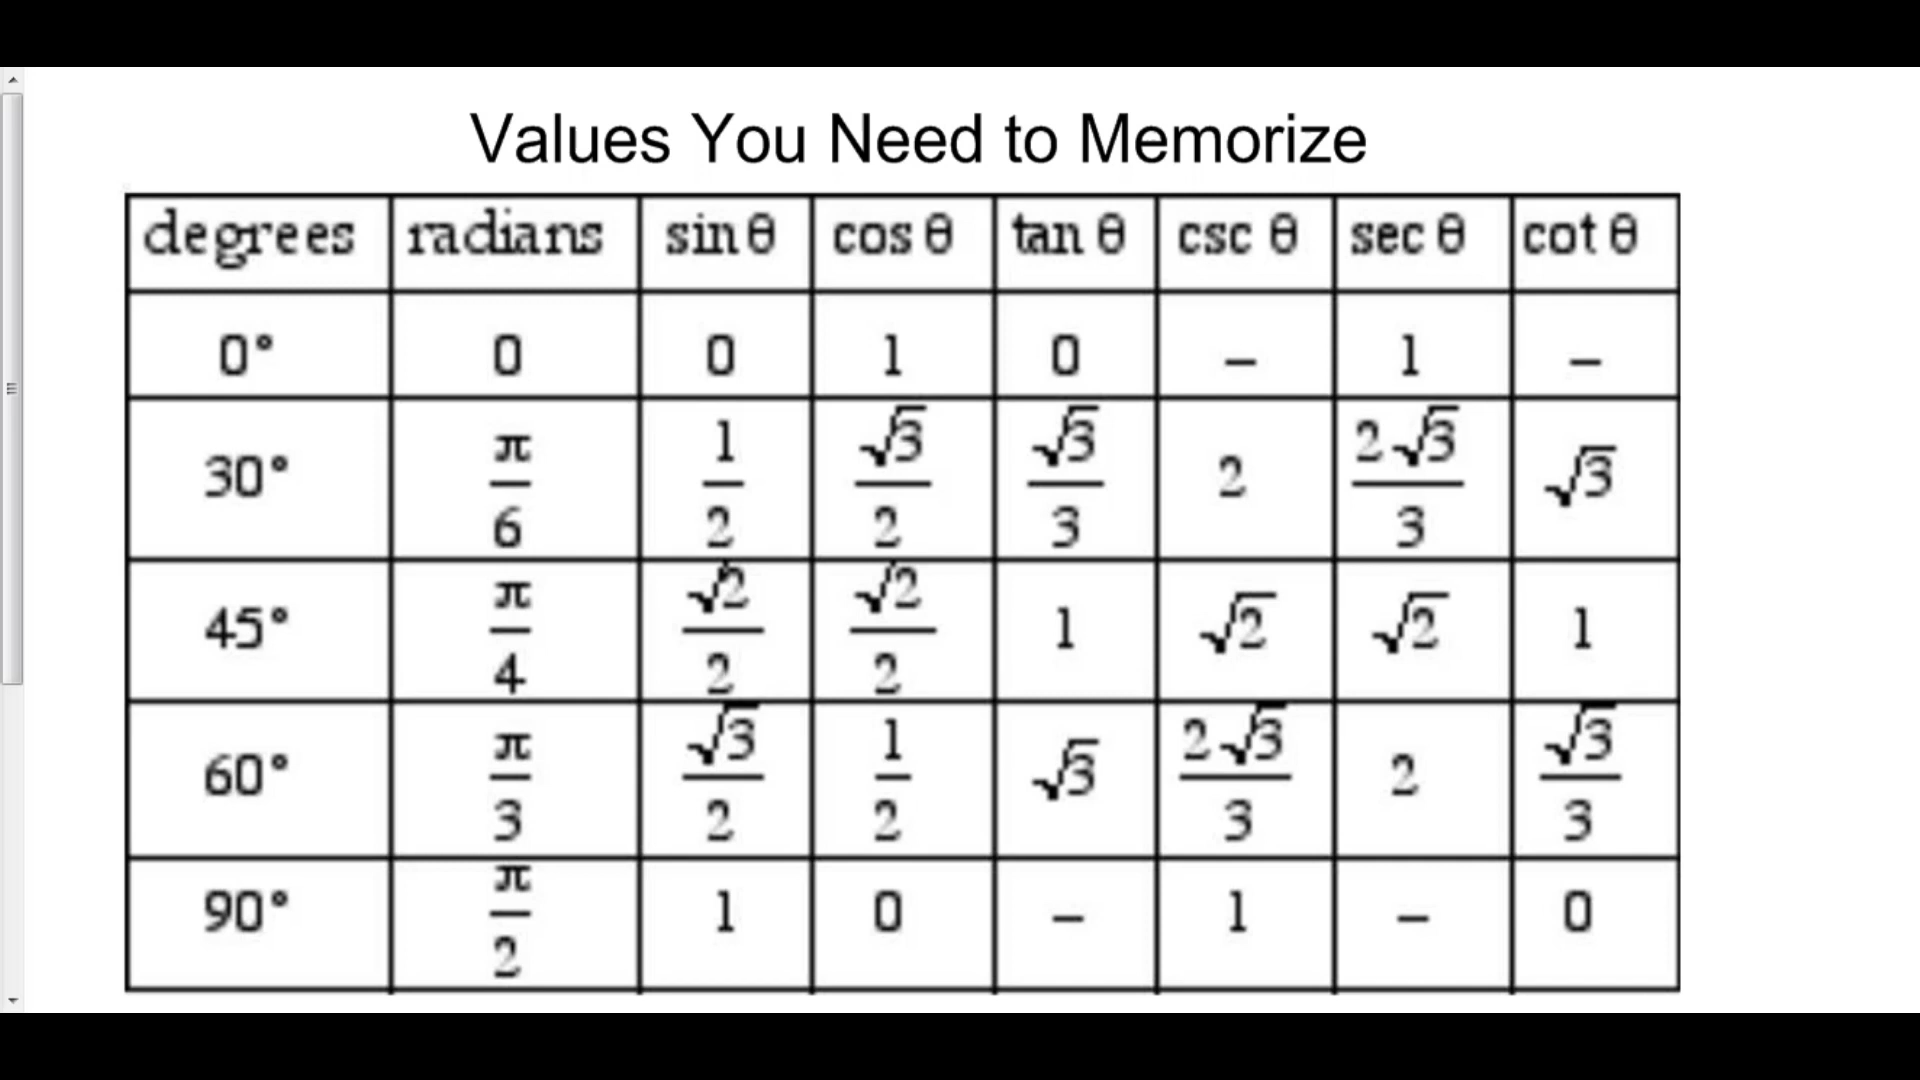 Values You Need to Memorize
degrees radians sin θ cos θ tan θ csc θ sec θ cot θ
0° 0 0 1 0 – 1 –
30° π/6 1/2 √3/2 √3/3 2 2√3/3 √3
45° π/4 √2/2 √2/2 1 √2 √2 1
60° π/3 √3/2 1/2 √3 2√3/3 2 √3/3
90° π/2 1 0 – 1 – 0